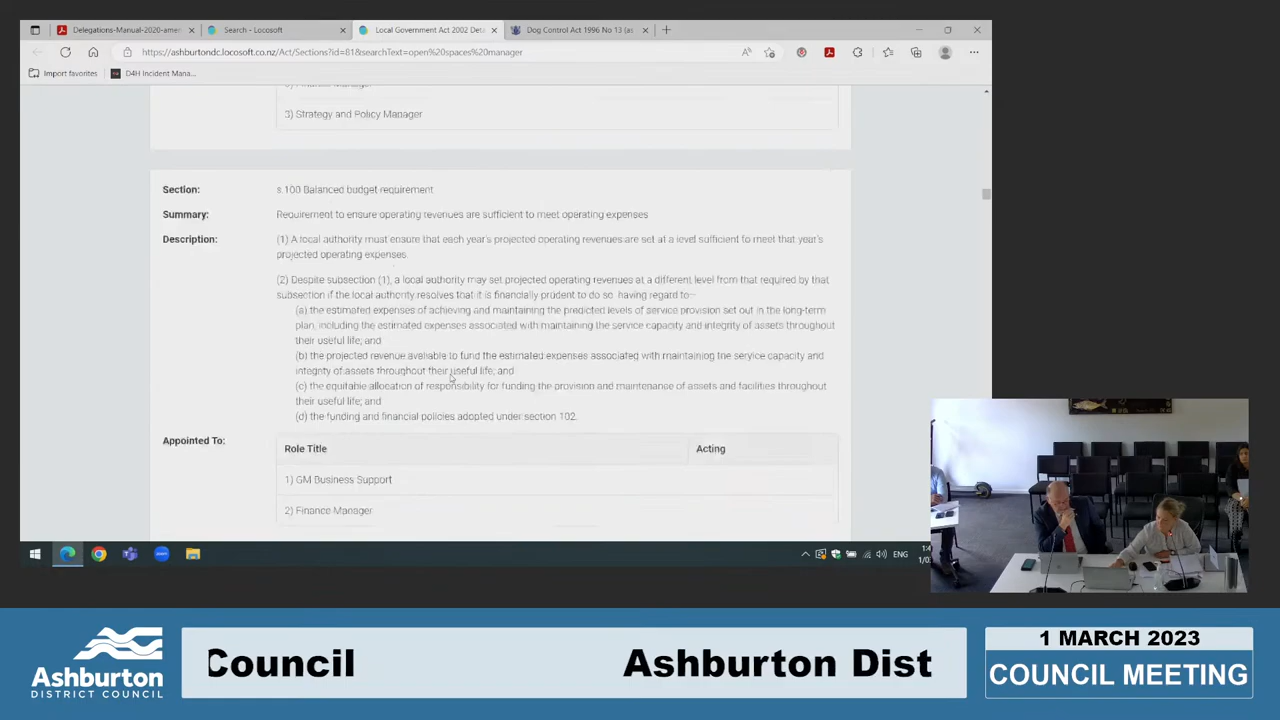 Delegations-Manual-2020-amer
Search - Locosoft
Local Government Act 2002 Deta
Dog Control Act 1996 No 13 (as
https://ashburtondc.locosoft.co.nz/Act/Sections?id=81&searchText=open%20spaces%20manager
Import favorites
D4H Incident Mana...
3) Strategy and Policy Manager
Section:
s.100 Balanced budget requirement
Summary:
Requirement to ensure operating revenues are sufficient to meet operating expenses
Description:
(1) A local authority must ensure that each year's projected operating revenues are set at a level sufficient to meet that year's
projected operating expenses.
(2) Despite subsection (1), a local authority may set projected operating revenues at a different level from that required by that
subsection if the local authority resolves that it is financially prudent to do so, having regard to—
(a) the estimated expenses of achieving and maintaining the predicted levels of service provision set out in the long-term
plan, including the estimated expenses associated with maintaining the service capacity and integrity of assets throughout
their useful life; and
(b) the projected revenue available to fund the estimated expenses associated with maintaining the service capacity and
integrity of assets throughout their useful life; and
(c) the equitable allocation of responsibility for funding the provision and maintenance of assets and facilities throughout
their useful life; and
(d) the funding and financial policies adopted under section 102.
Appointed To:
Role Title
Acting
1) GM Business Support
2) Finance Manager
ENG
Ashburton
DISTRICT COUNCIL
Council
Ashburton Dist
1 MARCH 2023
COUNCIL MEETING